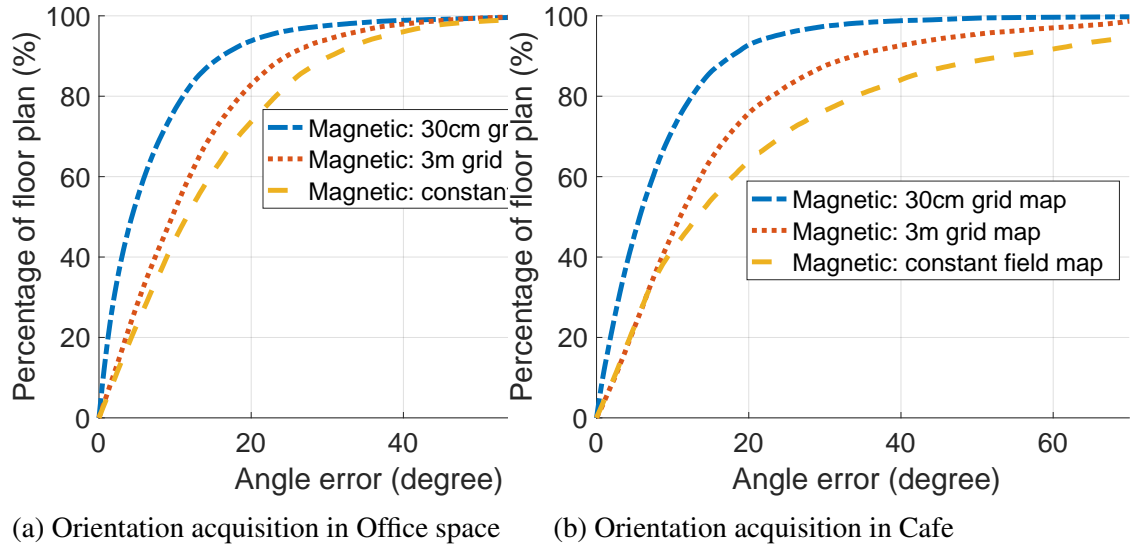 100
80
60
40
20
0
Percentage of floor plan (%)
Magnetic: 30cm gr
Magnetic: 3m grid
Magnetic: constant
0 20 40
Angle error (degree)
(a) Orientation acquisition in Office space
100
80
60
40
20
0
Percentage of floor plan (%)
Magnetic: 30cm grid map
Magnetic: 3m grid map
Magnetic: constant field map
0 20 40 60
Angle error (degree)
(b) Orientation acquisition in Cafe